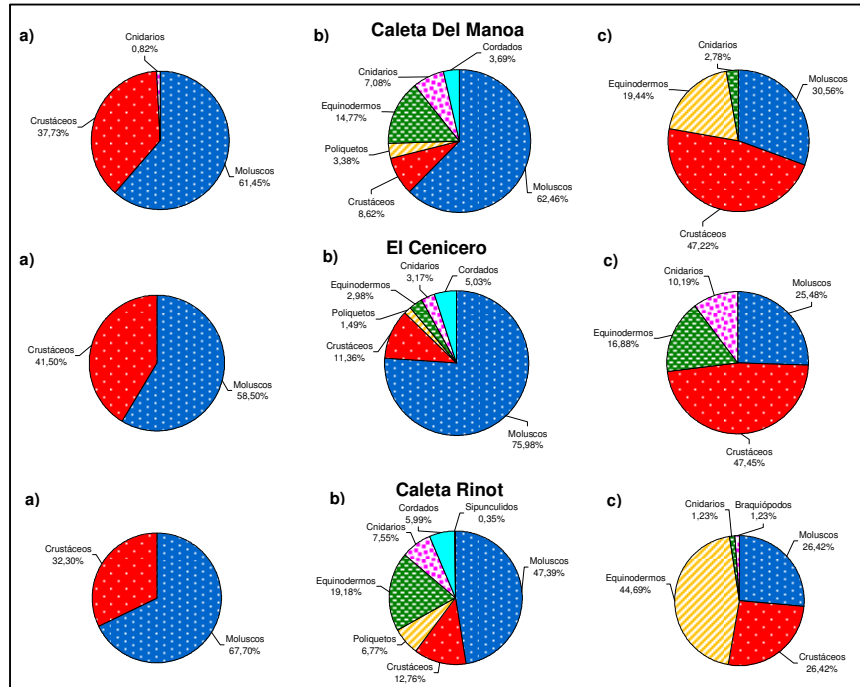 Caleta Del Manoa
a)
Cnidarios
0,82%
Crustáceos
37,73%
Moluscos
61,45%
b)
Cordados
3,69%
Cnidarios
7,08%
Equinodermos
14,77%
Poliquetos
3,38%
Crustáceos
8,62%
Moluscos
62,46%
c)
Cnidarios
2,78%
Equinodermos
19,44%
Moluscos
30,56%
Crustáceos
47,22%
El Cenicero
a)
Crustáceos
41,50%
Moluscos
58,50%
b)
Cnidarios
3,17%
Cordados
5,03%
Equinodermos
2,98%
Poliquetos
1,49%
Crustáceos
11,36%
Moluscos
75,98%
c)
Cnidarios
10,19%
Moluscos
25,48%
Equinodermos
16,88%
Crustáceos
47,45%
Caleta Rinot
a)
Crustáceos
32,30%
Moluscos
67,70%
b)
Cordados
5,99%
Sipunculidos
0,35%
Cnidarios
7,55%
Moluscos
47,39%
Equinodermos
19,18%
Poliquetos
6,77%
Crustáceos
12,76%
c)
Cnidarios
1,23%
Braquiópodos
1,23%
Moluscos
26,42%
Equinodermos
44,69%
Crustáceos
26,42%